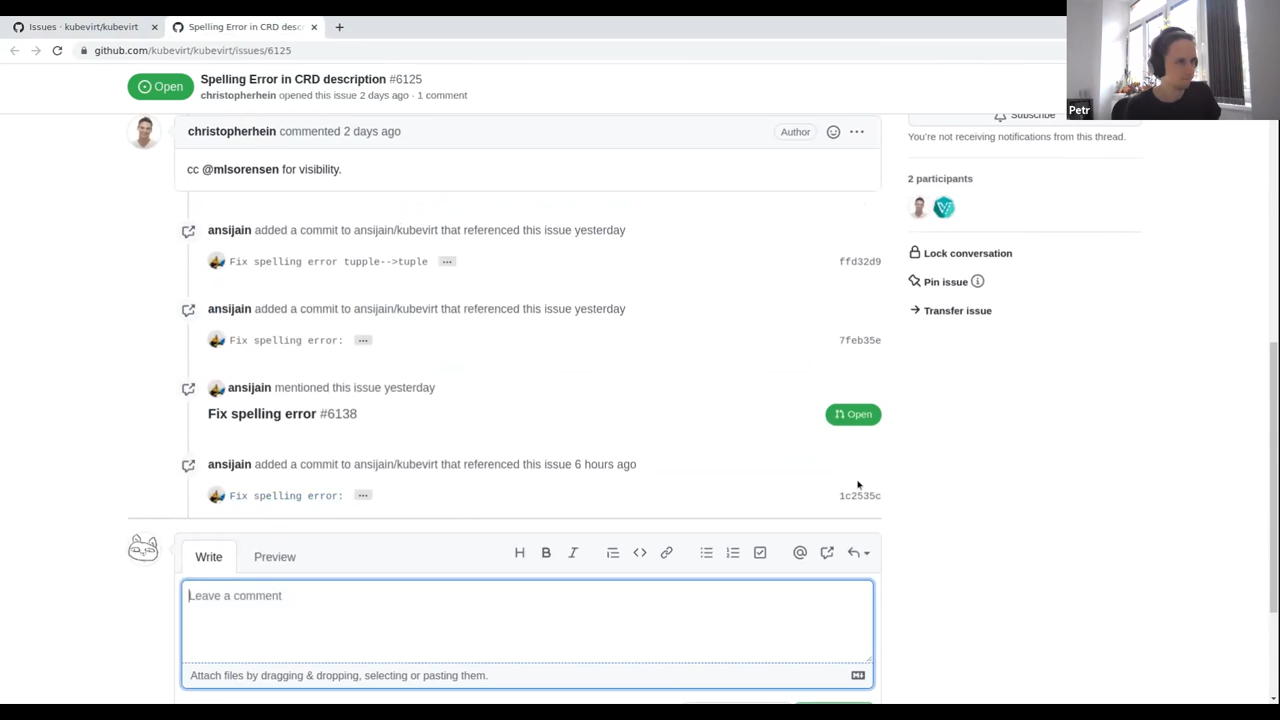 Issues · kubevirt/kubevirt
Spelling Error in CRD desc
github.com/kubevirt/kubevirt/issues/6125
Petr
Open
Spelling Error in CRD description #6125
christopherhein opened this issue 2 days ago · 1 comment
christopherhein commented 2 days ago
Author
cc @mlsorensen for visibility.
ansijain added a commit to ansijain/kubevirt that referenced this issue yesterday
Fix spelling error tupple-->tuple
ffd32d9
ansijain added a commit to ansijain/kubevirt that referenced this issue yesterday
Fix spelling error:
7feb35e
ansijain mentioned this issue yesterday
Fix spelling error #6138
Open
ansijain added a commit to ansijain/kubevirt that referenced this issue 6 hours ago
Fix spelling error:
1c2535c
Write
Preview
Leave a comment
Attach files by dragging & dropping, selecting or pasting them.
Subscribe
You're not receiving notifications from this thread.
2 participants
Lock conversation
Pin issue
Transfer issue